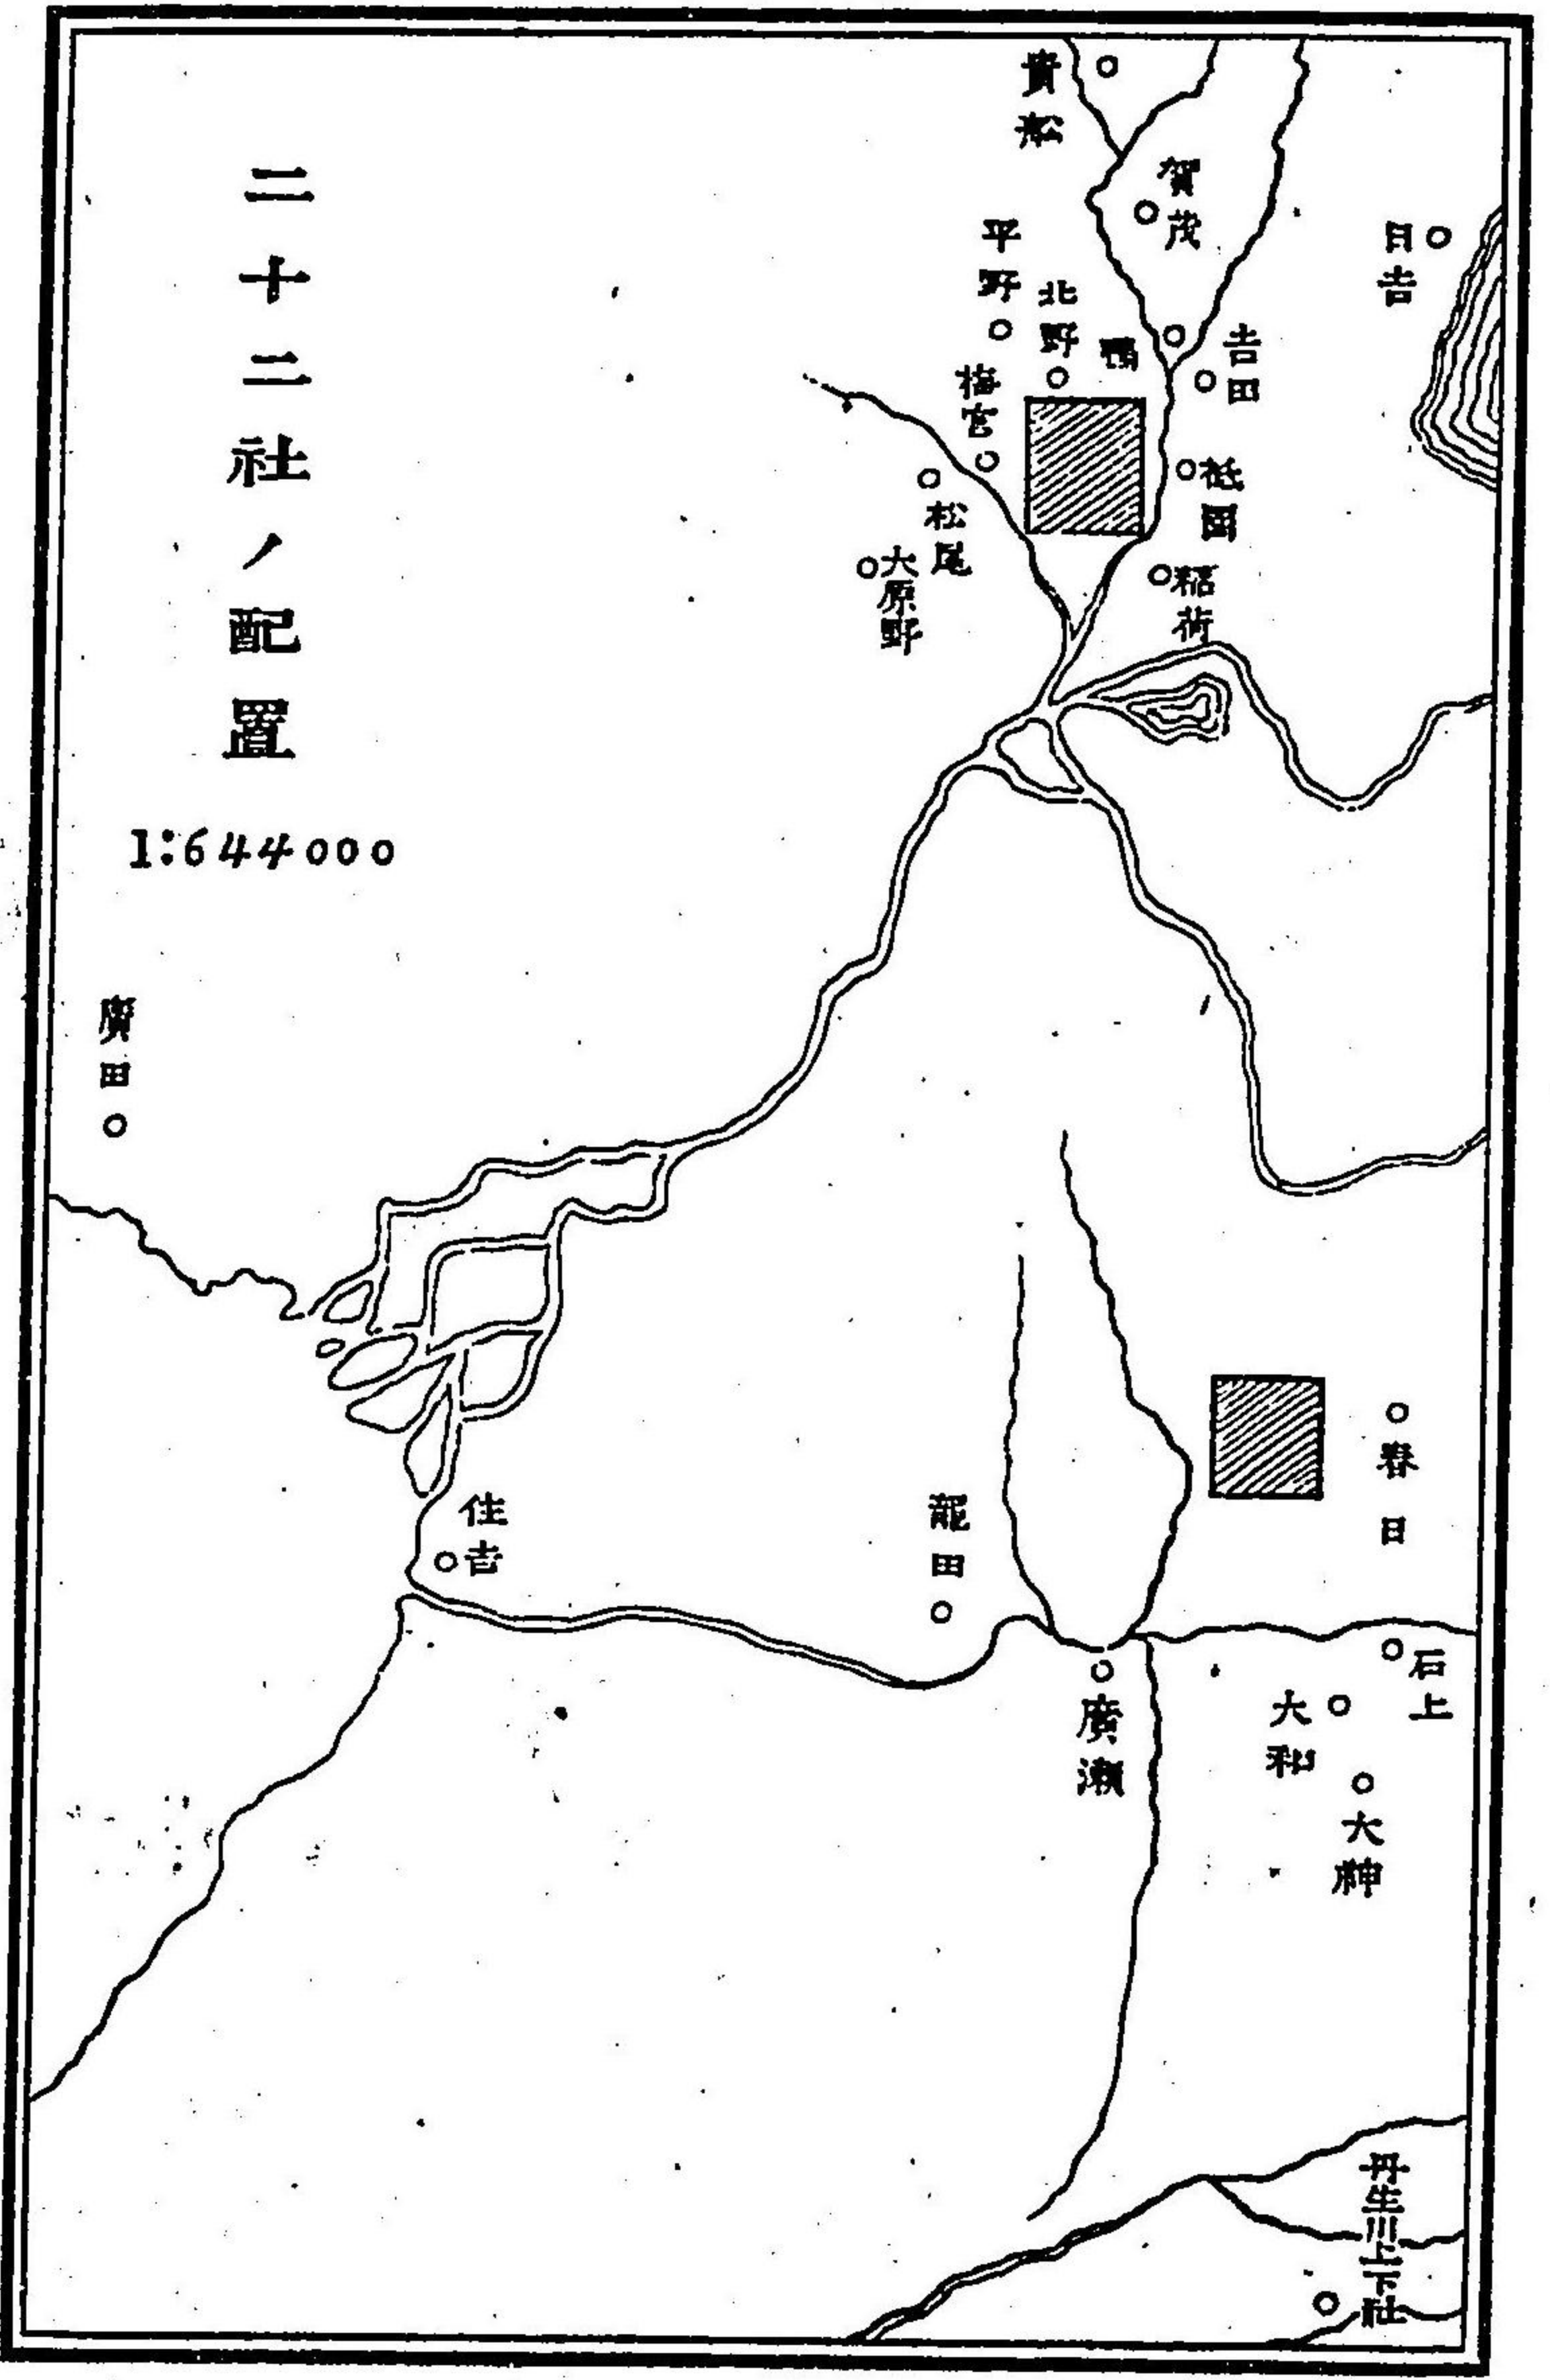 二十二社ノ配置
1:644000
貴船
賀茂
日吉
平野
北野
鴨
吉田
梅宮
祗園
松尾
大原野
稲荷
廣田
春日
住吉
龍田
石上
廣瀬
大和
大神
丹生川上下社